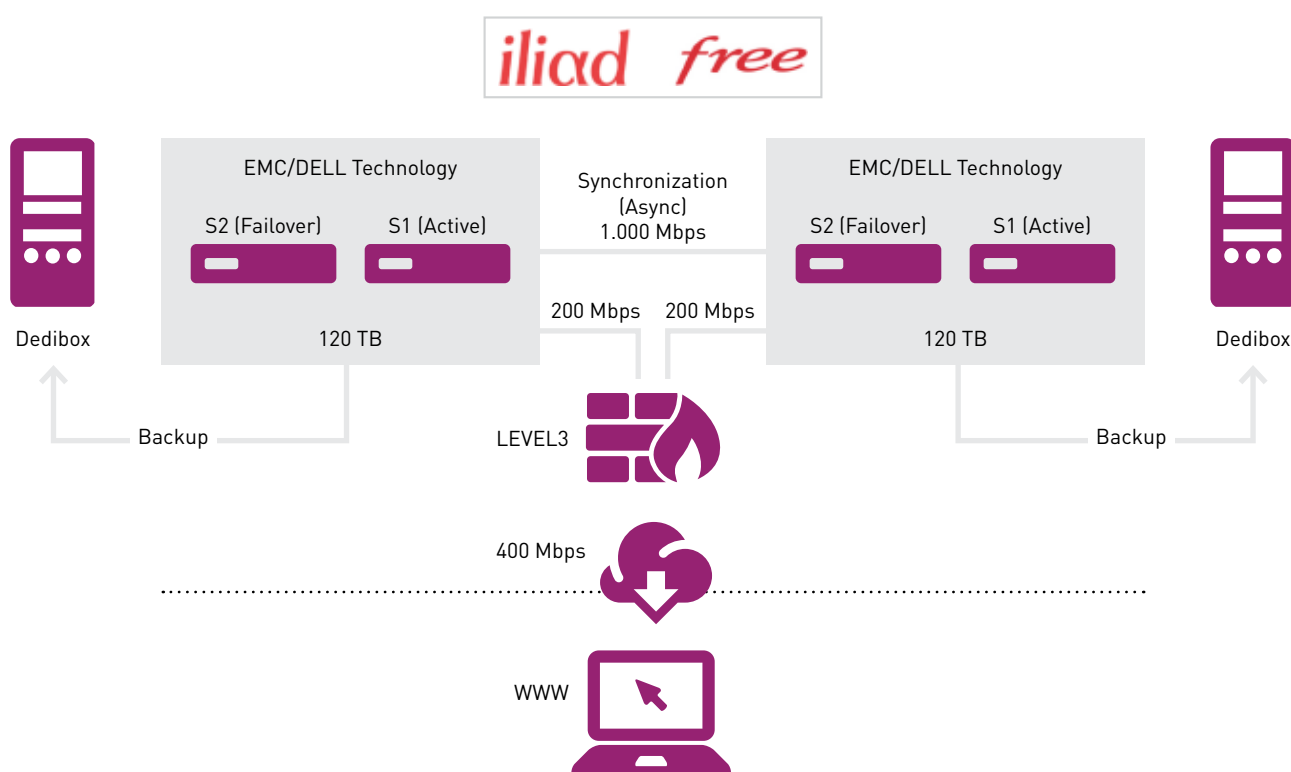 iliad free
EMC/DELL Technology
S2 (Failover) S1 (Active)
120 TB
Synchronization
(Async)
1.000 Mbps
EMC/DELL Technology
S2 (Failover) S1 (Active)
120 TB
200 Mbps 200 Mbps
Dedibox
Dedibox
Backup
LEVEL3
Backup
400 Mbps
WWW